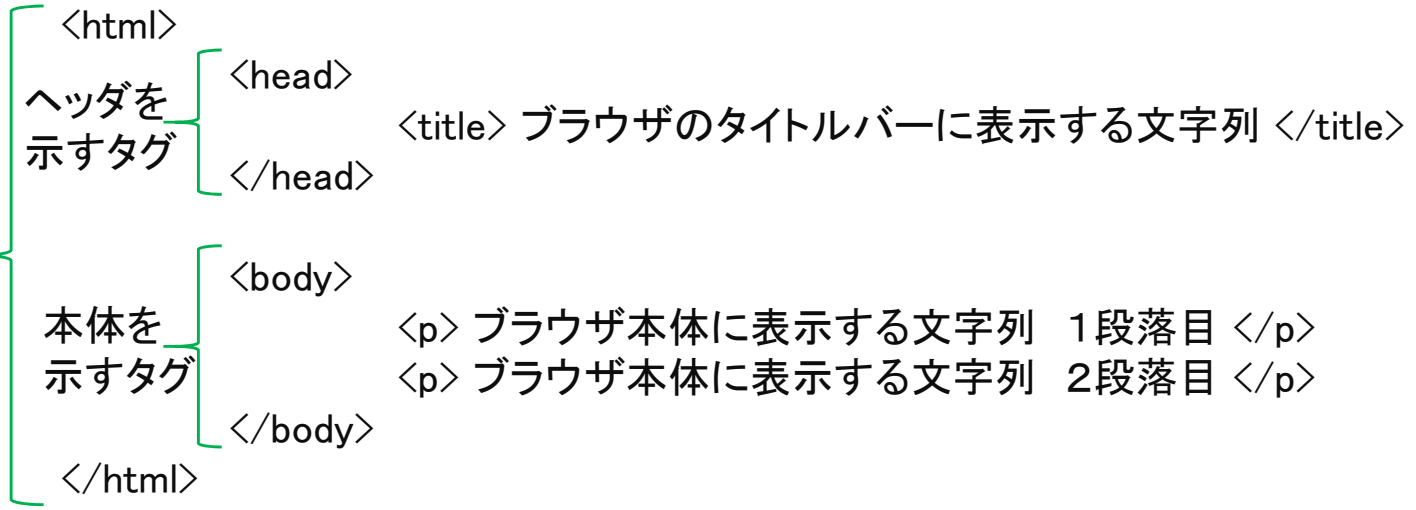 <html>
ヘッダを
示すタグ
<head>
<title> ブラウザのタイトルバーに表示する文字列 </title>
</head>
本体を
示すタグ
<body>
<p> ブラウザ本体に表示する文字列　１段落目 </p>
<p> ブラウザ本体に表示する文字列　２段落目 </p>
</body>
</html>